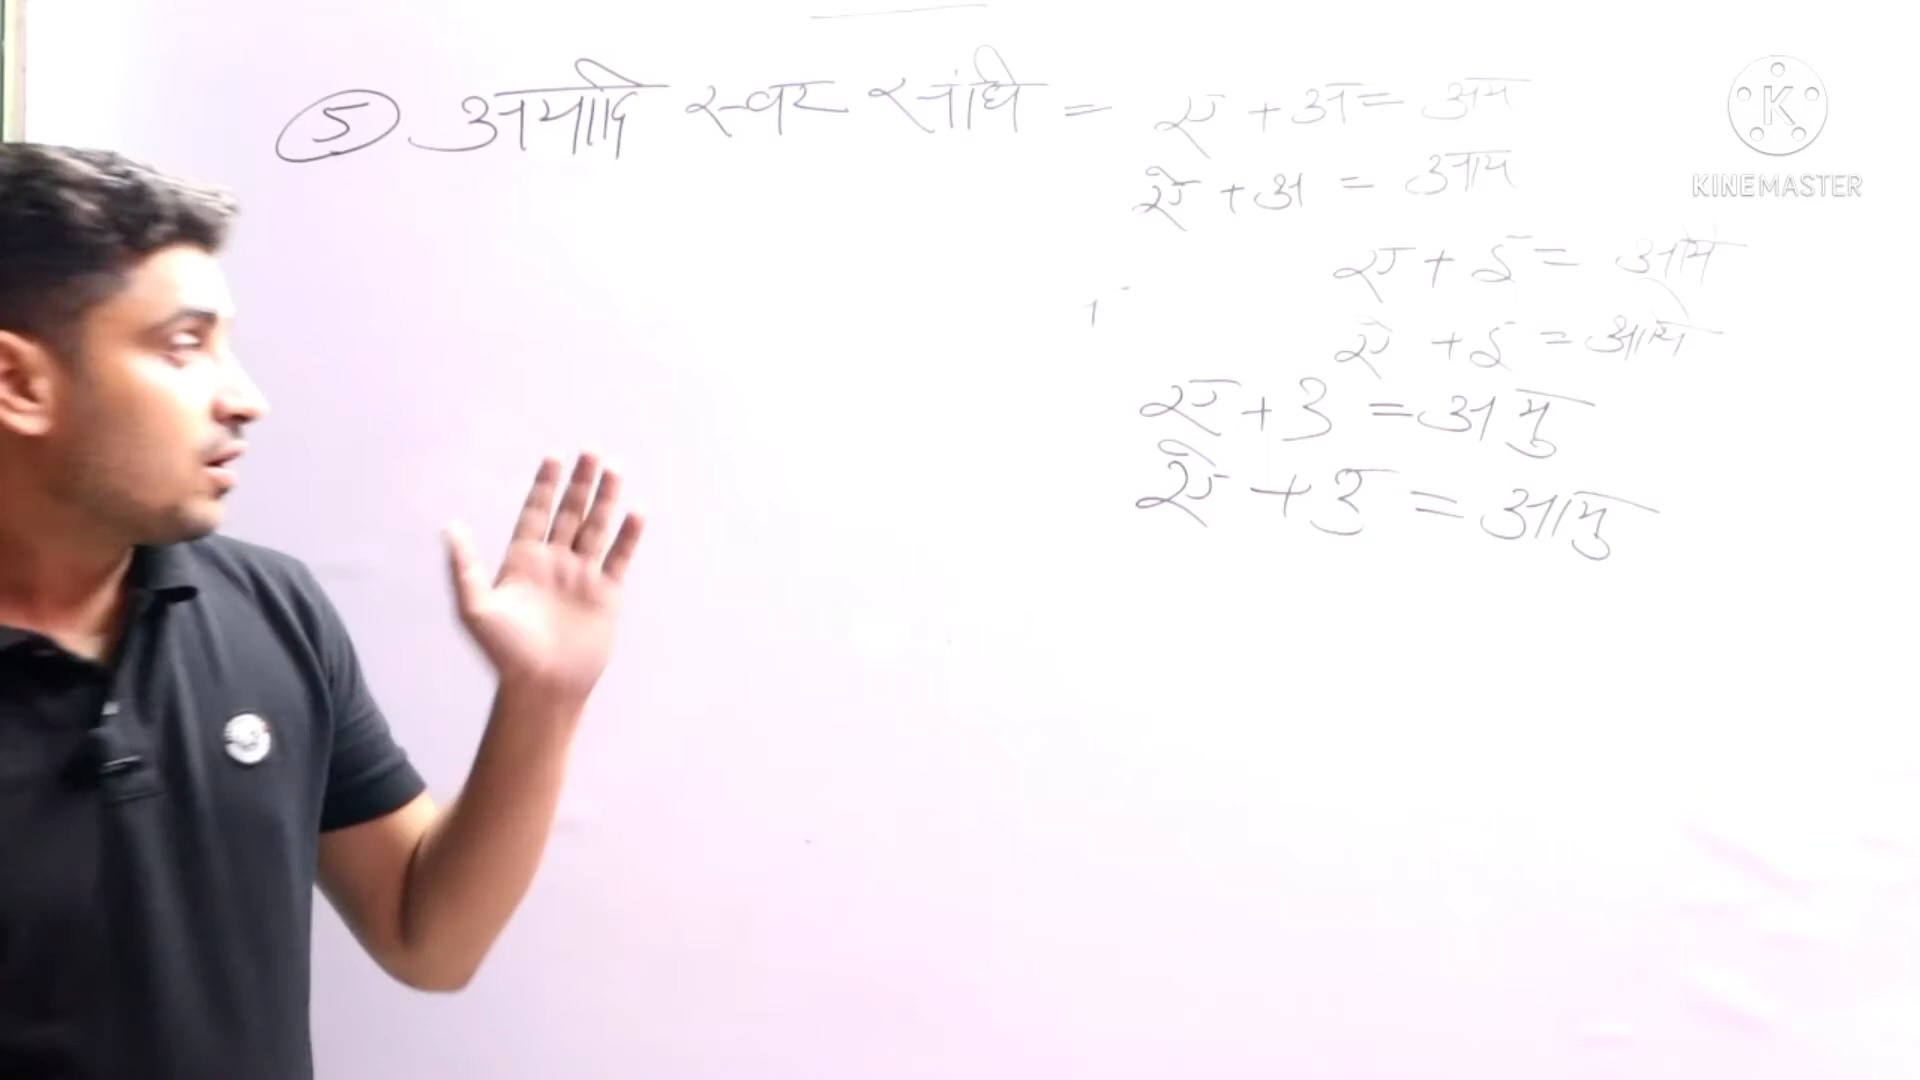 5 अयादि स्वर संधि = ए + अ = अय
KINEMASTER
ऐ + अ = आय
ए + ई = अयी
ऐ + ई = आयी
ए + उ = अयु
ऐ + उ = आयु